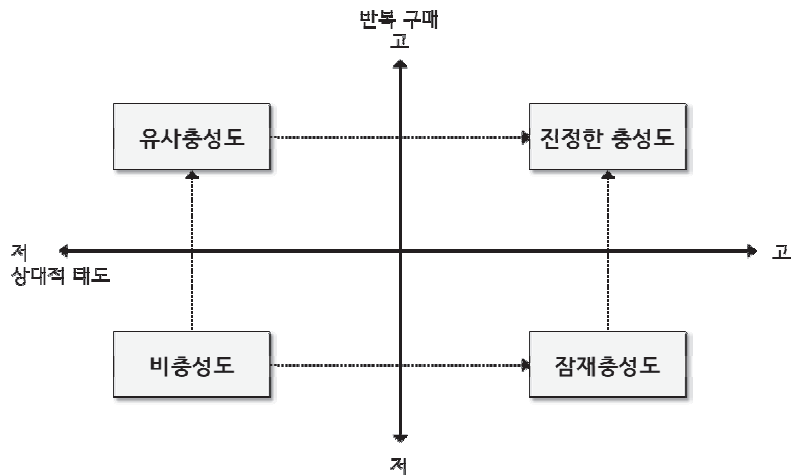 반복 구매
고
유사충성도
진정한 충성도
저
상대적 태도
고
비충성도
잠재충성도
저